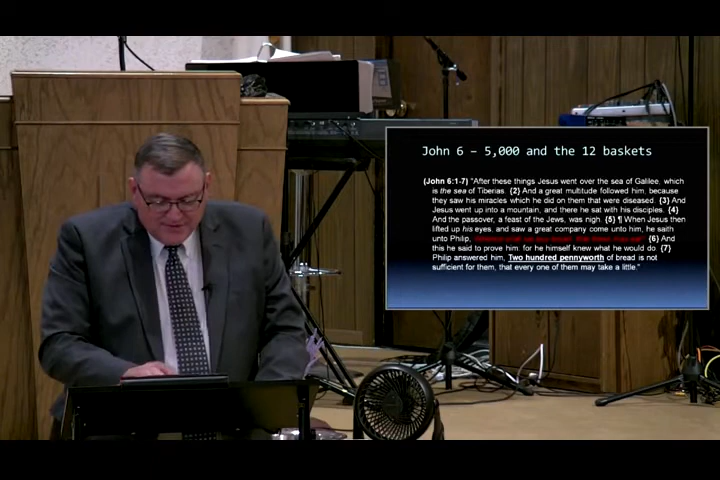 John 6 – 5,000 and the 12 baskets
(John 6:1-7) "After these things Jesus went over the sea of Galilee, which
is the sea of Tiberias. {2} And a great multitude followed him, because
they saw his miracles which he did on them that were diseased. {3} And
Jesus went up into a mountain, and there he sat with his disciples. {4}
And the passover, a feast of the Jews, was nigh. {5} ¶ When Jesus then
lifted up his eyes, and saw a great company come unto him, he saith
unto Philip, {6} And
this he said to prove him: for he himself knew what he would do. {7}
Philip answered him, Two hundred pennyworth of bread is not
sufficient for them, that every one of them may take a little."